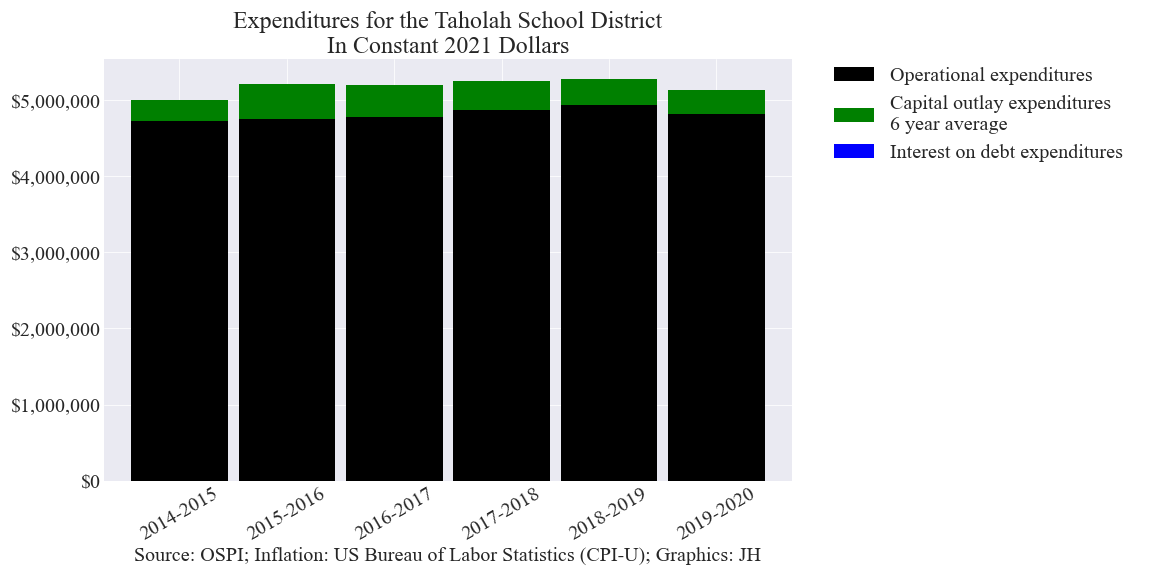 Expenditures for the Taholah School District
In Constant 2021 Dollars
Operational expenditures
Capital outlay expenditures
6 year average
Interest on debt expenditures
$5,000,000
$4,000,000
$3,000,000
$2,000,000
$1,000,000
$0
2014-2015
2015-2016
2016-2017
2017-2018
2018-2019
2019-2020
Source: OSPI; Inflation: US Bureau of Labor Statistics (CPI-U); Graphics: JH